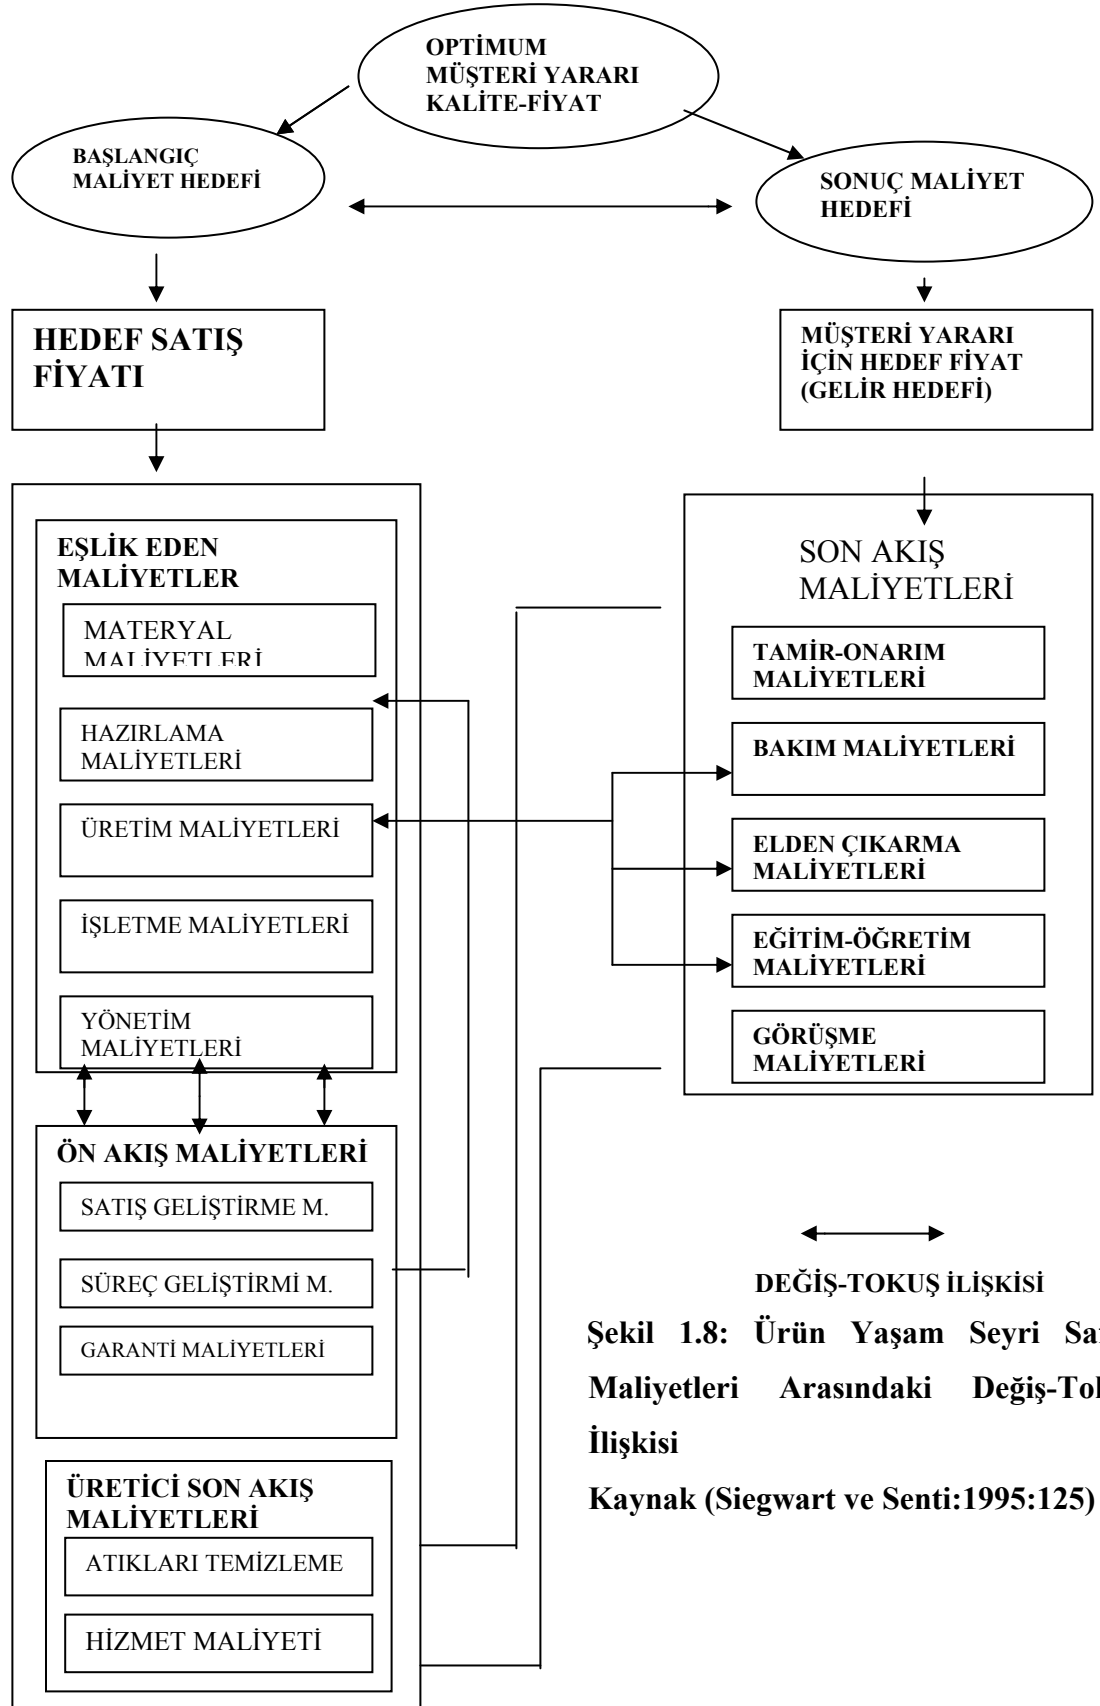 OPTİMUM
MÜŞTERİ YARARI
KALİTE-FİYAT
BAŞLANGIÇ
MALİYET HEDEFİ
SONUÇ MALİYET
HEDEFİ
HEDEF SATIŞ
FİYATI
MÜŞTERİ YARARI
İÇİN HEDEF FİYAT
(GELİR HEDEFİ)
EŞLİK EDEN
MALİYETLER
MATERYAL
MALİYETLERİ
HAZIRLAMA
MALİYETLERİ
ÜRETİM MALİYETLERİ
İŞLETME MALİYETLERİ
YÖNETİM
MALİYETLERİ
ÖN AKIŞ MALİYETLERİ
SATIŞ GELİŞTİRME M.
SÜREÇ GELİŞTİRMİ M.
GARANTİ MALİYETLERİ
ÜRETİCİ SON AKIŞ
MALİYETLERİ
ATIKLARI TEMİZLEME
HİZMET MALİYETİ
SON AKIŞ
MALİYETLERİ
TAMİR-ONARIM
MALİYETLERİ
BAKIM MALİYETLERİ
ELDEN ÇIKARMA
MALİYETLERİ
EĞİTİM-ÖĞRETİM
MALİYETLERİ
GÖRÜŞME
MALİYETLERİ
DEĞİŞ-TOKUŞ İLİŞKİSİ
Şekil 1.8: Ürün Yaşam Seyri
Maliyetleri Arasındaki
İlişkisi
Kaynak (Siegwart ve Senti:1995:125)